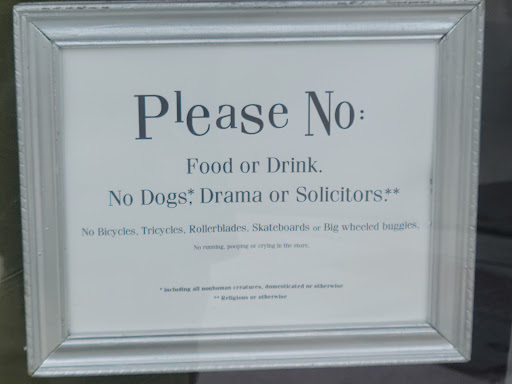 Please No:
Food or Drink.
No Dogs*, Drama or Solicitors.**
No Bicycles, Tricycles, Rollerblades, Skateboards or Big wheeled buggies.
No running, pooping or crying in the store.
* including all nonhuman creatures, domesticated or otherwise
** Religious or otherwise